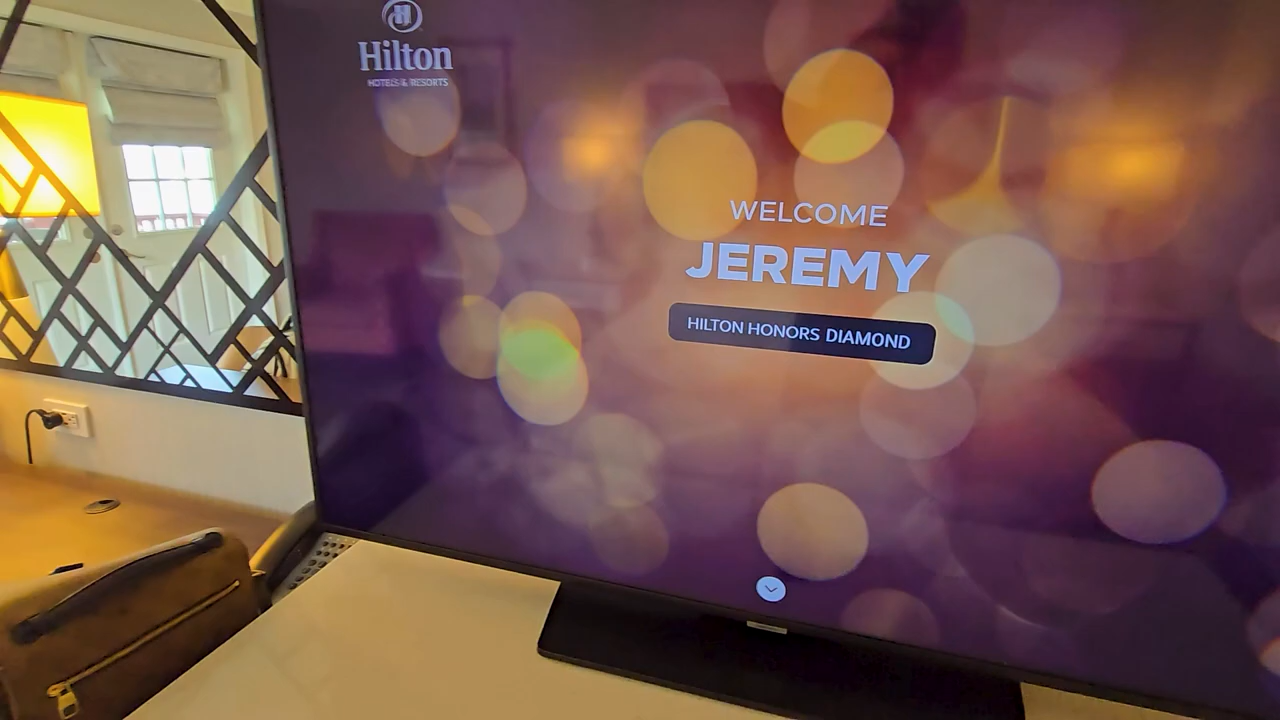 Hilton
HOTELS & RESORTS
WELCOME
JEREMY
HILTON HONORS DIAMOND